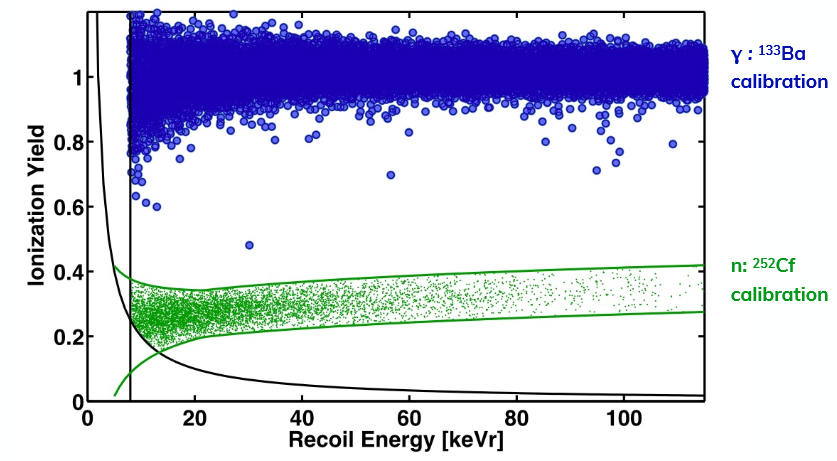 Ionization Yield
1
0.8
0.6
0.4
0.2
0
0 20 40 60 80 100
Recoil Energy [keVr]
γ : ¹³³Ba
calibration
n: ²⁵²Cf
calibration